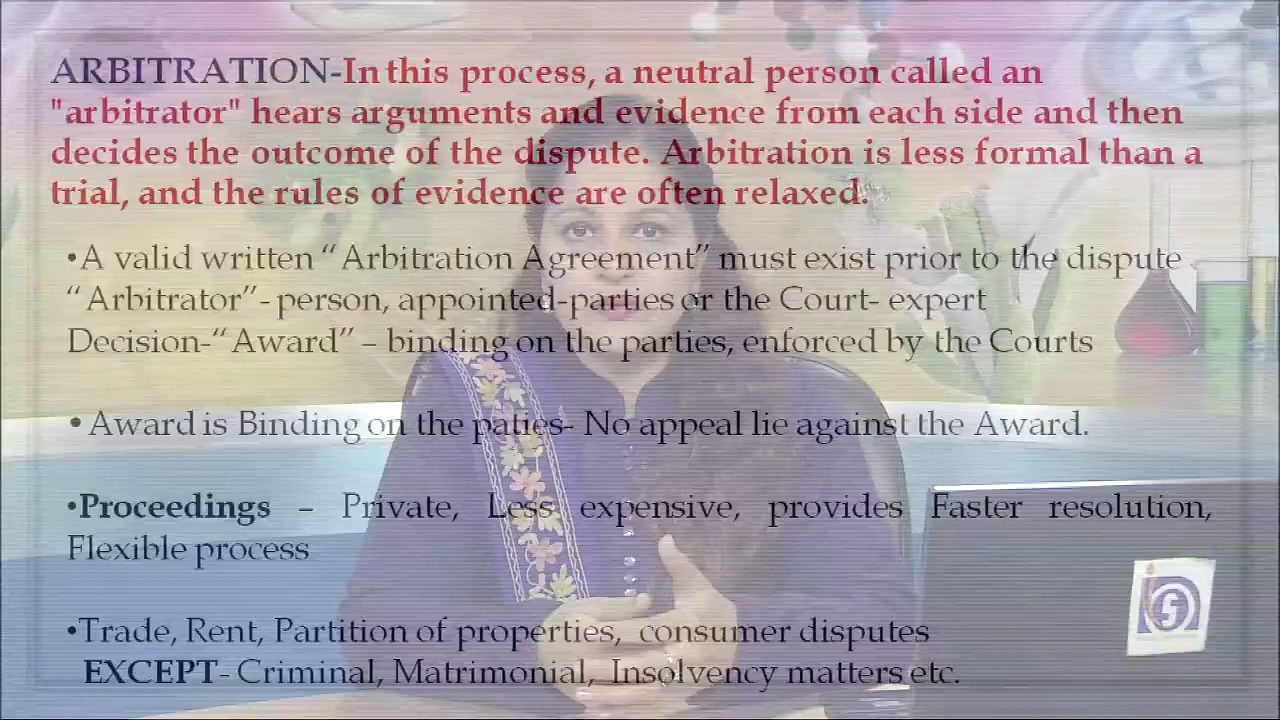 ARBITRATION-In this process, a neutral person called an
"arbitrator" hears arguments and evidence from each side and then
decides the outcome of the dispute. Arbitration is less formal than a
trial, and the rules of evidence are often relaxed.
•A valid written “Arbitration Agreement” must exist prior to the dispute
“Arbitrator”- person, appointed-parties or the Court- expert
Decision-“Award” – binding on the parties, enforced by the Courts
• Award is Binding on the paties- No appeal lie against the Award.
•Proceedings – Private, Less expensive, provides Faster resolution,
Flexible process
•Trade, Rent, Partition of properties, consumer disputes
EXCEPT- Criminal, Matrimonial, Insolvency matters etc.